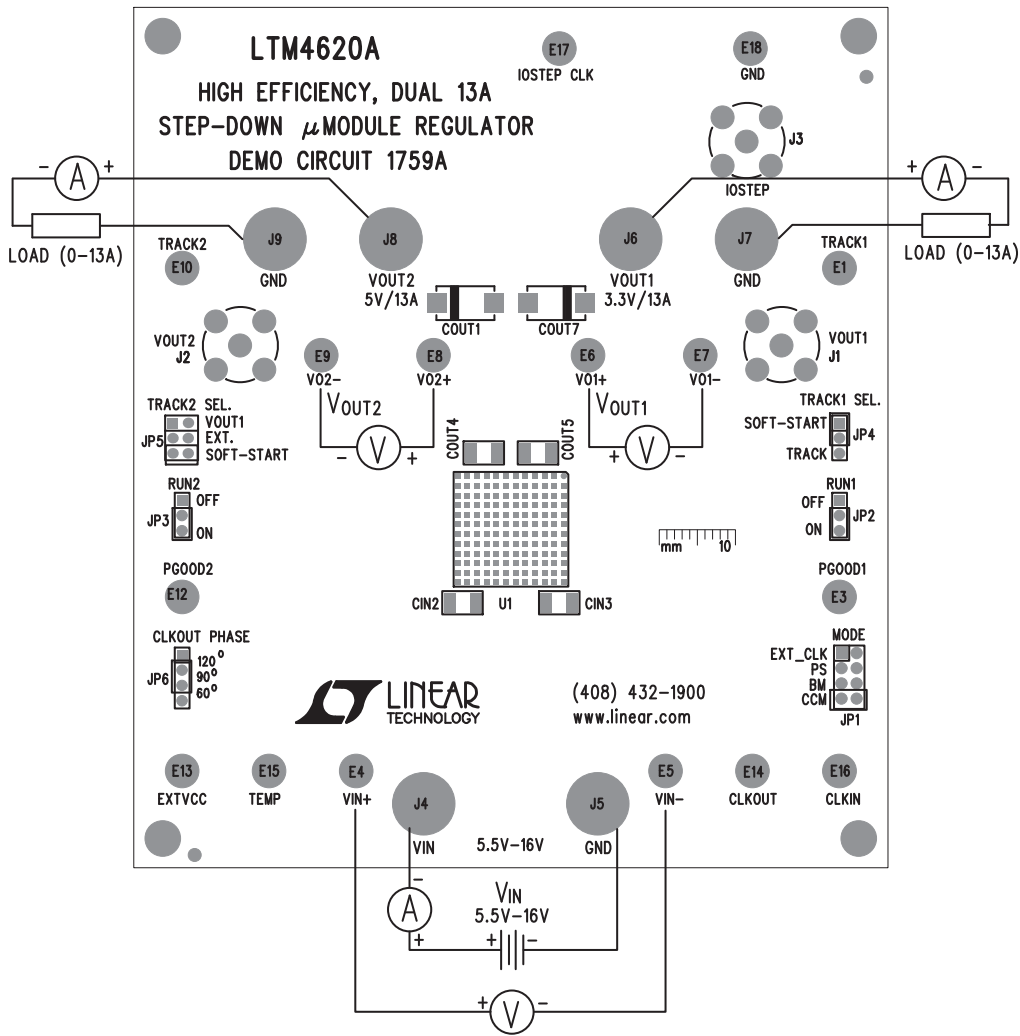 LTM4620A
HIGH EFFICIENCY, DUAL 13A
STEP-DOWN µMODULE REGULATOR
DEMO CIRCUIT 1759A
E17
IOSTEP CLK
E18
GND
J3
IOSTEP
- A +
LOAD (0-13A)
+ A -
LOAD (0-13A)
TRACK2
E10
J9
GND
J8
VOUT2
5V/13A
J6
VOUT1
3.3V/13A
J7
GND
TRACK1
E1
COUT1
COUT7
VOUT2
J2
E9
VO2-
E8
VO2+
E6
VO1+
E7
VO1-
VOUT1
J1
VOUT2
- V +
VOUT1
+ V -
TRACK2 SEL.
VOUT1
JP5
EXT.
SOFT-START
COUT4
COUT5
TRACK1 SEL.
SOFT-START
JP4
TRACK
RUN2
OFF
JP3
ON
RUN1
OFF
JP2
ON
mm 10
PGOOD2
E12
PGOOD1
E3
CIN2
U1
CIN3
CLKOUT PHASE
120°
JP6
90°
60°
MODE
EXT_CLK
PS
BM
CCM
JP1
LINEAR
TECHNOLOGY
(408) 432-1900
www.linear.com
E13
EXTVCC
E15
TEMP
E4
VIN+
J4
VIN
5.5V-16V
J5
GND
E5
VIN-
E14
CLKOUT
E16
CLKIN
-
A
+
VIN
5.5V-16V
+ -
+ V -